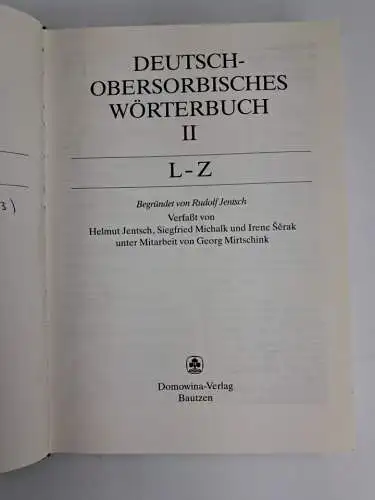 DEUTSCH-
OBERSORBISCHES
WÖRTERBUCH
II
L-Z
Begründet von Rudolf Jentsch
Verfaßt von
Helmut Jentsch, Siegfried Michalk und Irene Šěrak
unter Mitarbeit von Georg Mirtschink
Domowina-Verlag
Bautzen
3)